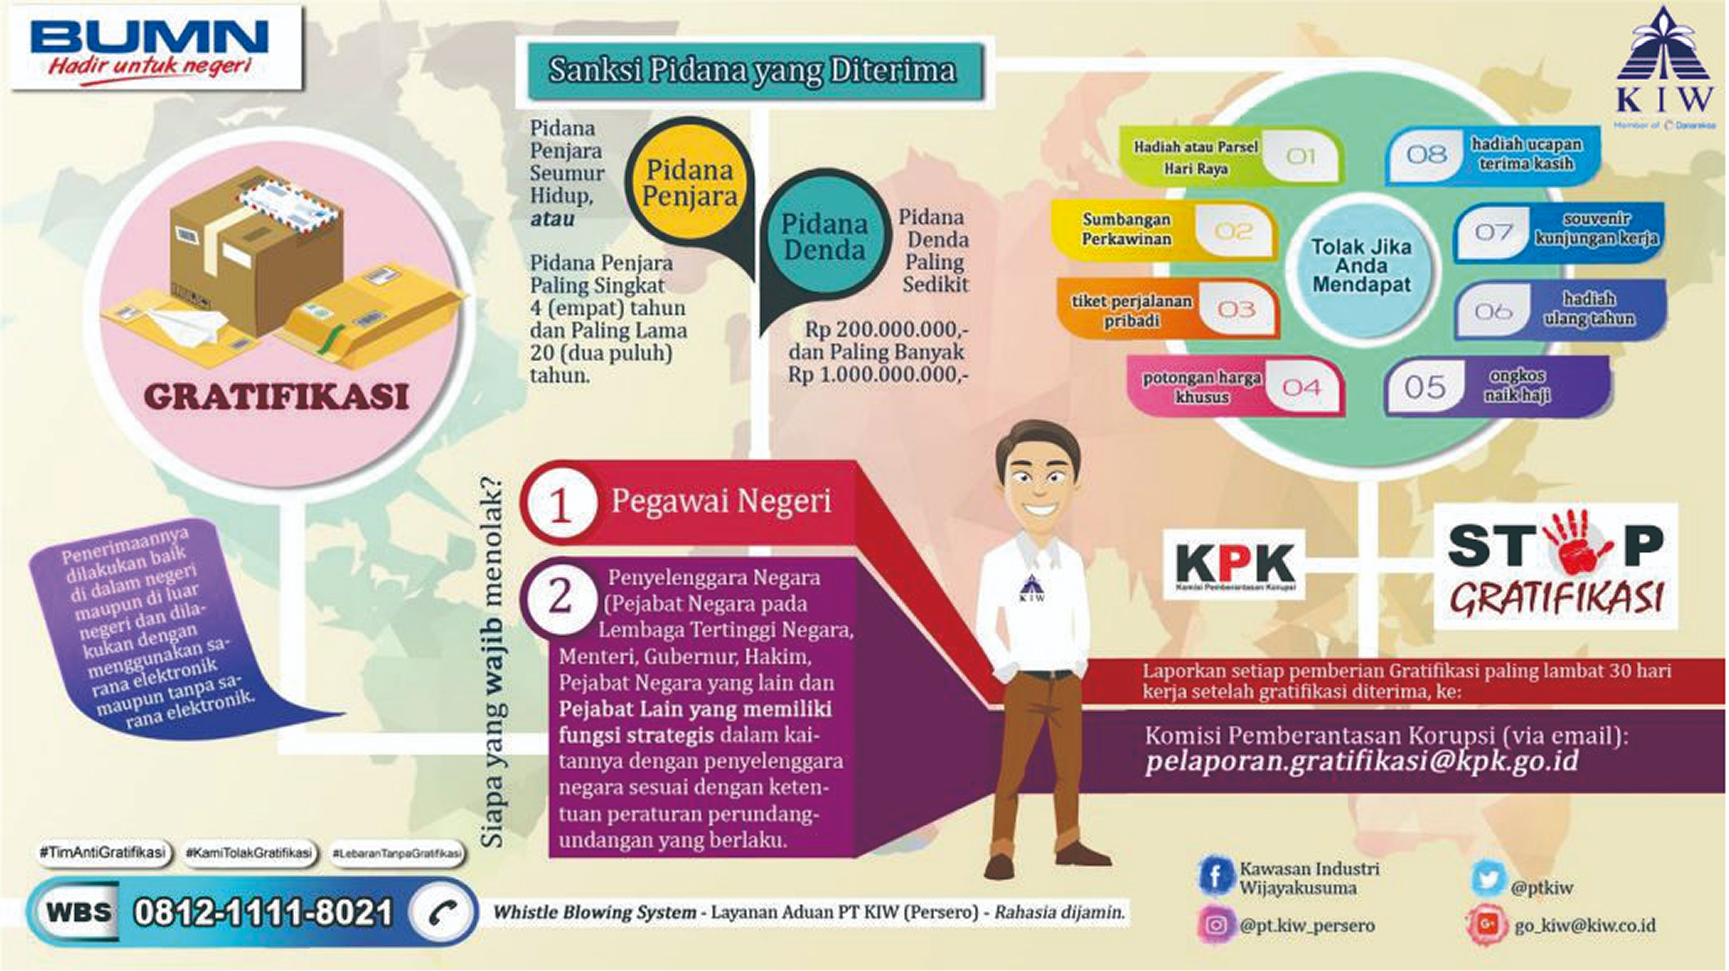 BUMN
Hadir untuk negeri
GRATIFIKASI
Penerimaannya
dilakukan baik
di dalam negeri
maupun di luar
negeri dan dila-
kukan dengan
menggunakan sa-
rana elektronik
maupun tanpa sa-
rana elektronik.
Sanksi Pidana yang Diterima
Pidana
Penjara
Seumur
Hidup,
atau
Pidana Penjara
Paling Singkat
4 (empat) tahun
dan Paling Lama
20 (dua puluh)
tahun.
Pidana
Penjara
Pidana
Denda
Pidana
Denda
Paling
Sedikit
Rp 200.000.000,-
dan Paling Banyak
Rp 1.000.000.000,-
KIW
Member of Danareksa
Hadiah atau Parsel
Hari Raya
01
Sumbangan
Perkawinan
02
tiket perjalanan
pribadi
03
potongan harga
khusus
04
05
ongkos
naik haji
06
hadiah
ulang tahun
07
souvenir
kunjungan kerja
08
hadiah ucapan
terima kasih
Tolak Jika
Anda
Mendapat
Siapa yang wajib menolak?
1
Pegawai Negeri
2
Penyelenggara Negara
(Pejabat Negara pada
Lembaga Tertinggi Negara,
Menteri, Gubernur, Hakim,
Pejabat Negara yang lain dan
Pejabat Lain yang memiliki
fungsi strategis dalam kai-
tannya dengan penyelenggara
negara sesuai dengan keten-
tuan peraturan perundang-
undangan yang berlaku.
KIW
KPK
Komisi Pemberantasan Korupsi
STOP
GRATIFIKASI
Laporkan setiap pemberian Gratifikasi paling lambat 30 hari
kerja setelah gratifikasi diterima, ke:
Komisi Pemberantasan Korupsi (via email):
pelaporan.gratifikasi@kpk.go.id
#TimAntiGratifikasi
#KamiTolakGratifikasi
#LebaranTanpaGratifikasi
WBS
0812-1111-8021
Whistle Blowing System - Layanan Aduan PT KIW (Persero) - Rahasia dijamin.
Kawasan Industri
Wijayakusuma
@ptkiw
@pt.kiw_persero
go_kiw@kiw.co.id